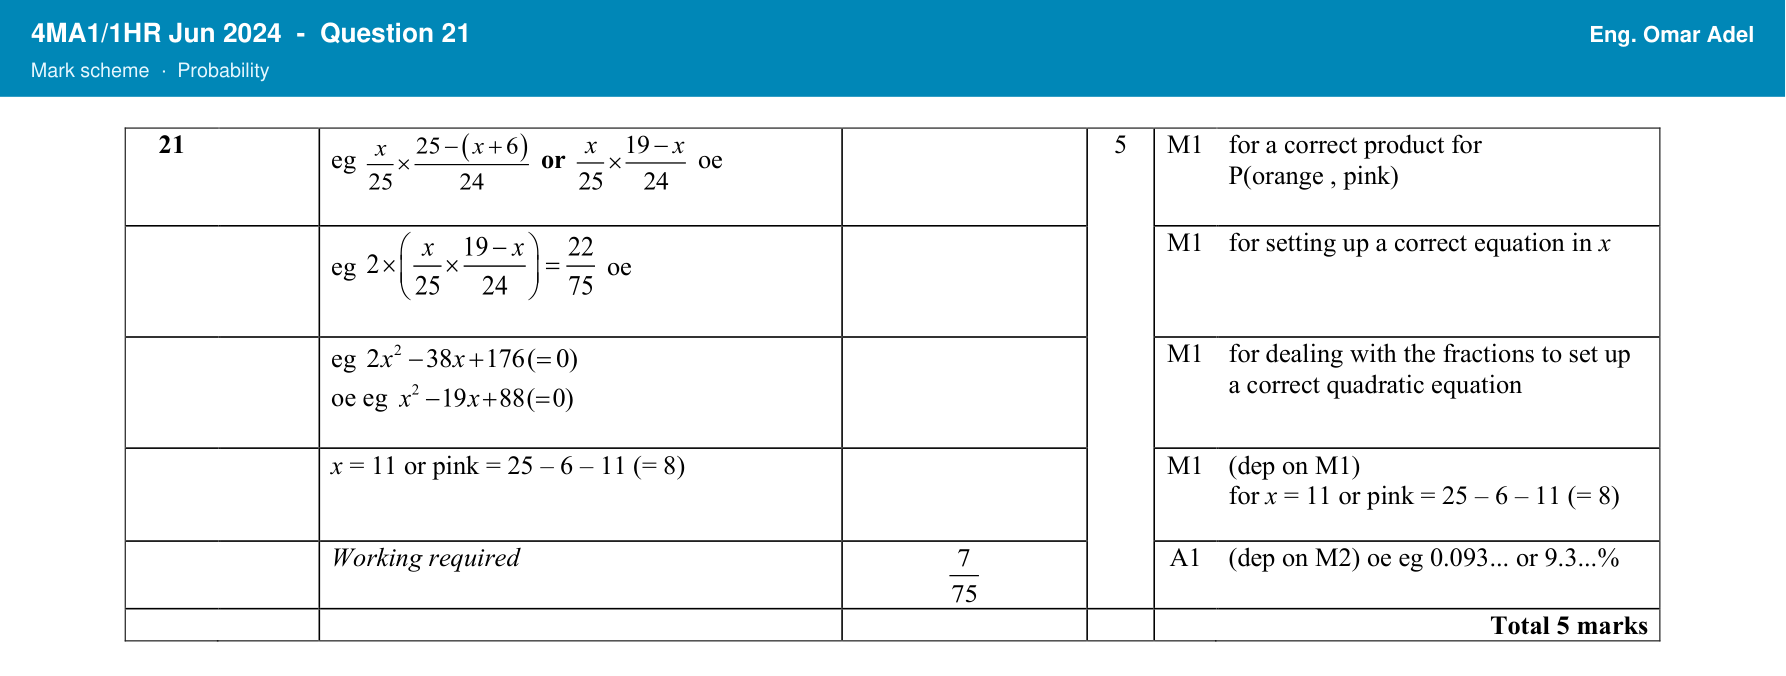 4MA1/1HR Jun 2024 - Question 21
Eng. Omar Adel
Mark scheme · Probability
21
eg x/25 × (25−(x+6))/24 or x/25 × (19−x)/24 oe
5
M1 for a correct product for
P(orange , pink)
eg 2×(x/25 × (19−x)/24) = 22/75 oe
M1 for setting up a correct equation in x
eg 2x² −38x+176(=0)
oe eg x² −19x+88(=0)
M1 for dealing with the fractions to set up
a correct quadratic equation
x = 11 or pink = 25 – 6 – 11 (= 8)
M1 (dep on M1)
for x = 11 or pink = 25 – 6 – 11 (= 8)
Working required
7/75
A1 (dep on M2) oe eg 0.093... or 9.3...%
Total 5 marks